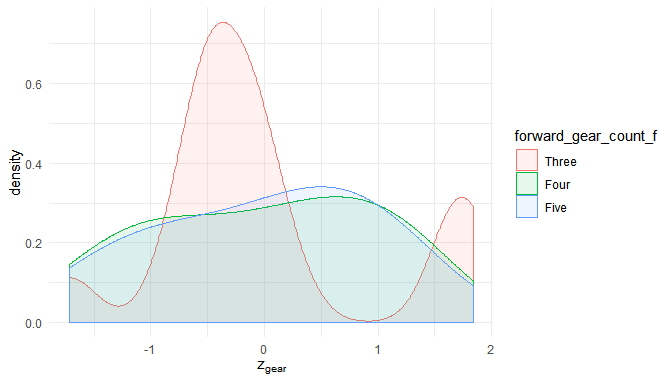 0.6
0.4
0.2
0.0
density
-1
0
1
2
zgear
forward_gear_count_f
Three
Four
Five